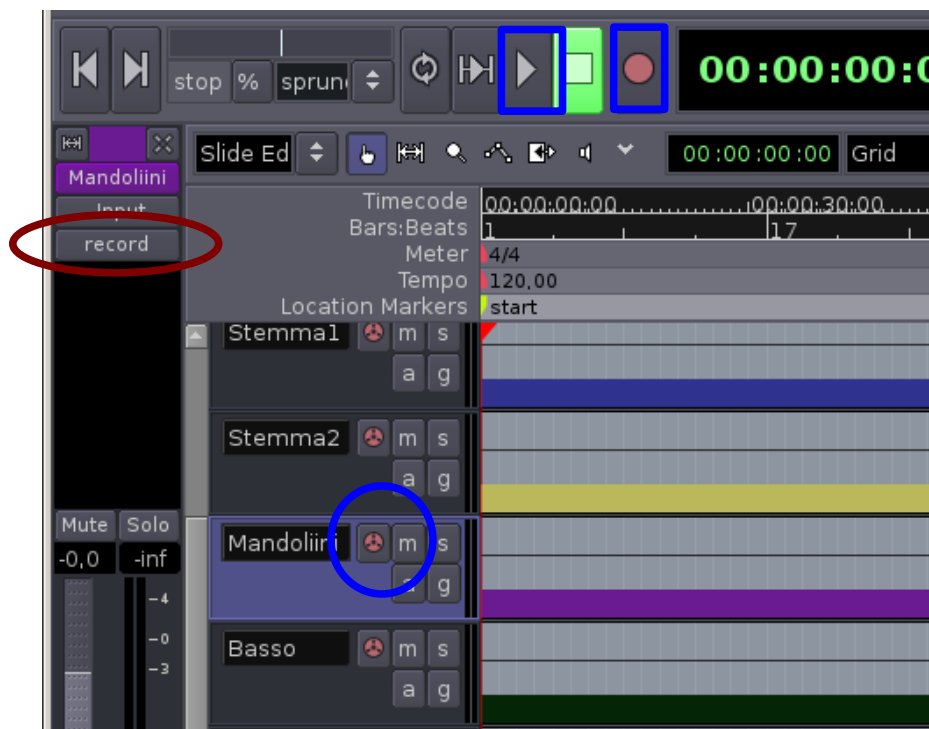 stop % sprun
00:00:00:0
Slide Ed 00:00:00:00 Grid
Mandoliini
Input
record
Timecode 00:00:00:00 00:00:30:00
Bars:Beats 1 17
Meter 4/4
Tempo 120,00
Location Markers start
Stemma1 m s
a g
Stemma2 m s
a g
Mute Solo
-0,0 -inf
Mandoliini m s
a g
-4
-0
-3
Basso m s
a g